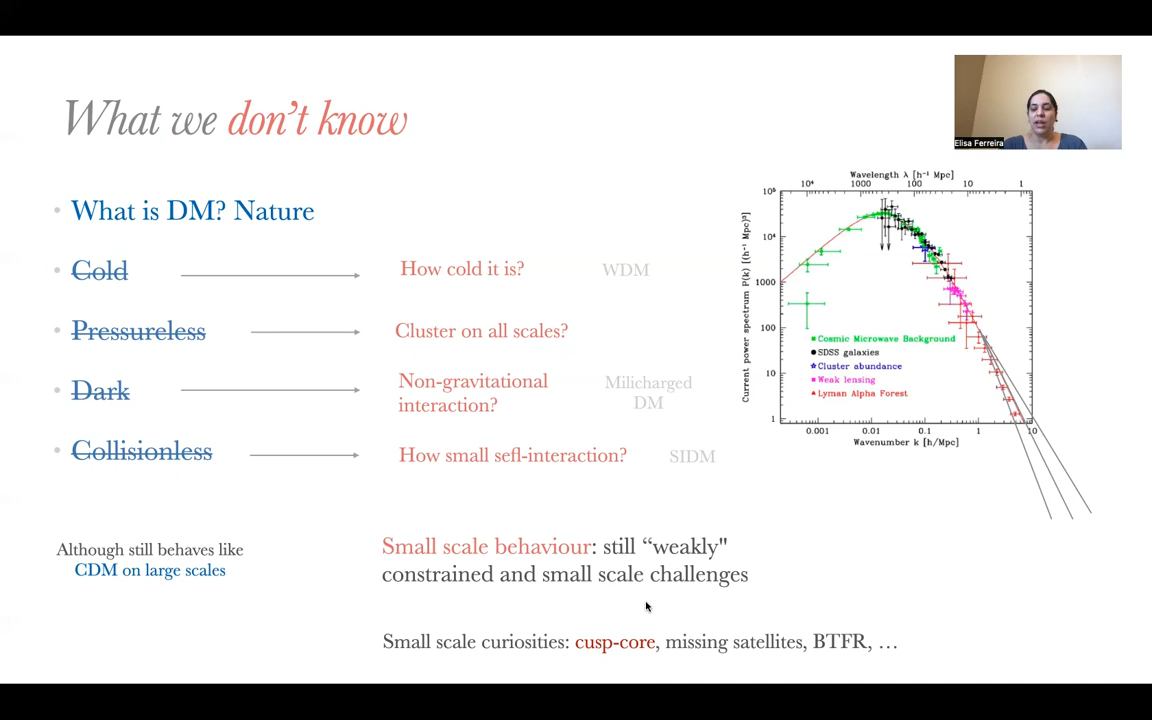 What we don't know
Elisa Ferreira
• What is DM? Nature
• Cold
How cold it is?
WDM
• Pressureless
Cluster on all scales?
• Dark
Non-gravitational
interaction?
Milicharged
DM
• Collisionless
How small sefl-interaction?
SIDM
Although still behaves like
CDM on large scales
Small scale behaviour: still “weakly"
constrained and small scale challenges
Small scale curiosities: cusp-core, missing satellites, BTFR, …
Wavelength λ [h⁻¹ Mpc]
10⁴ 1000 100 10 1
Current power spectrum P(k) [(h⁻¹ Mpc)³]
10⁵
10⁴
1000
100
10
1
Cosmic Microwave Background
SDSS galaxies
Cluster abundance
Weak lensing
Lyman Alpha Forest
0.001 0.01 0.1 1 10
Wavenumber k [h/Mpc]